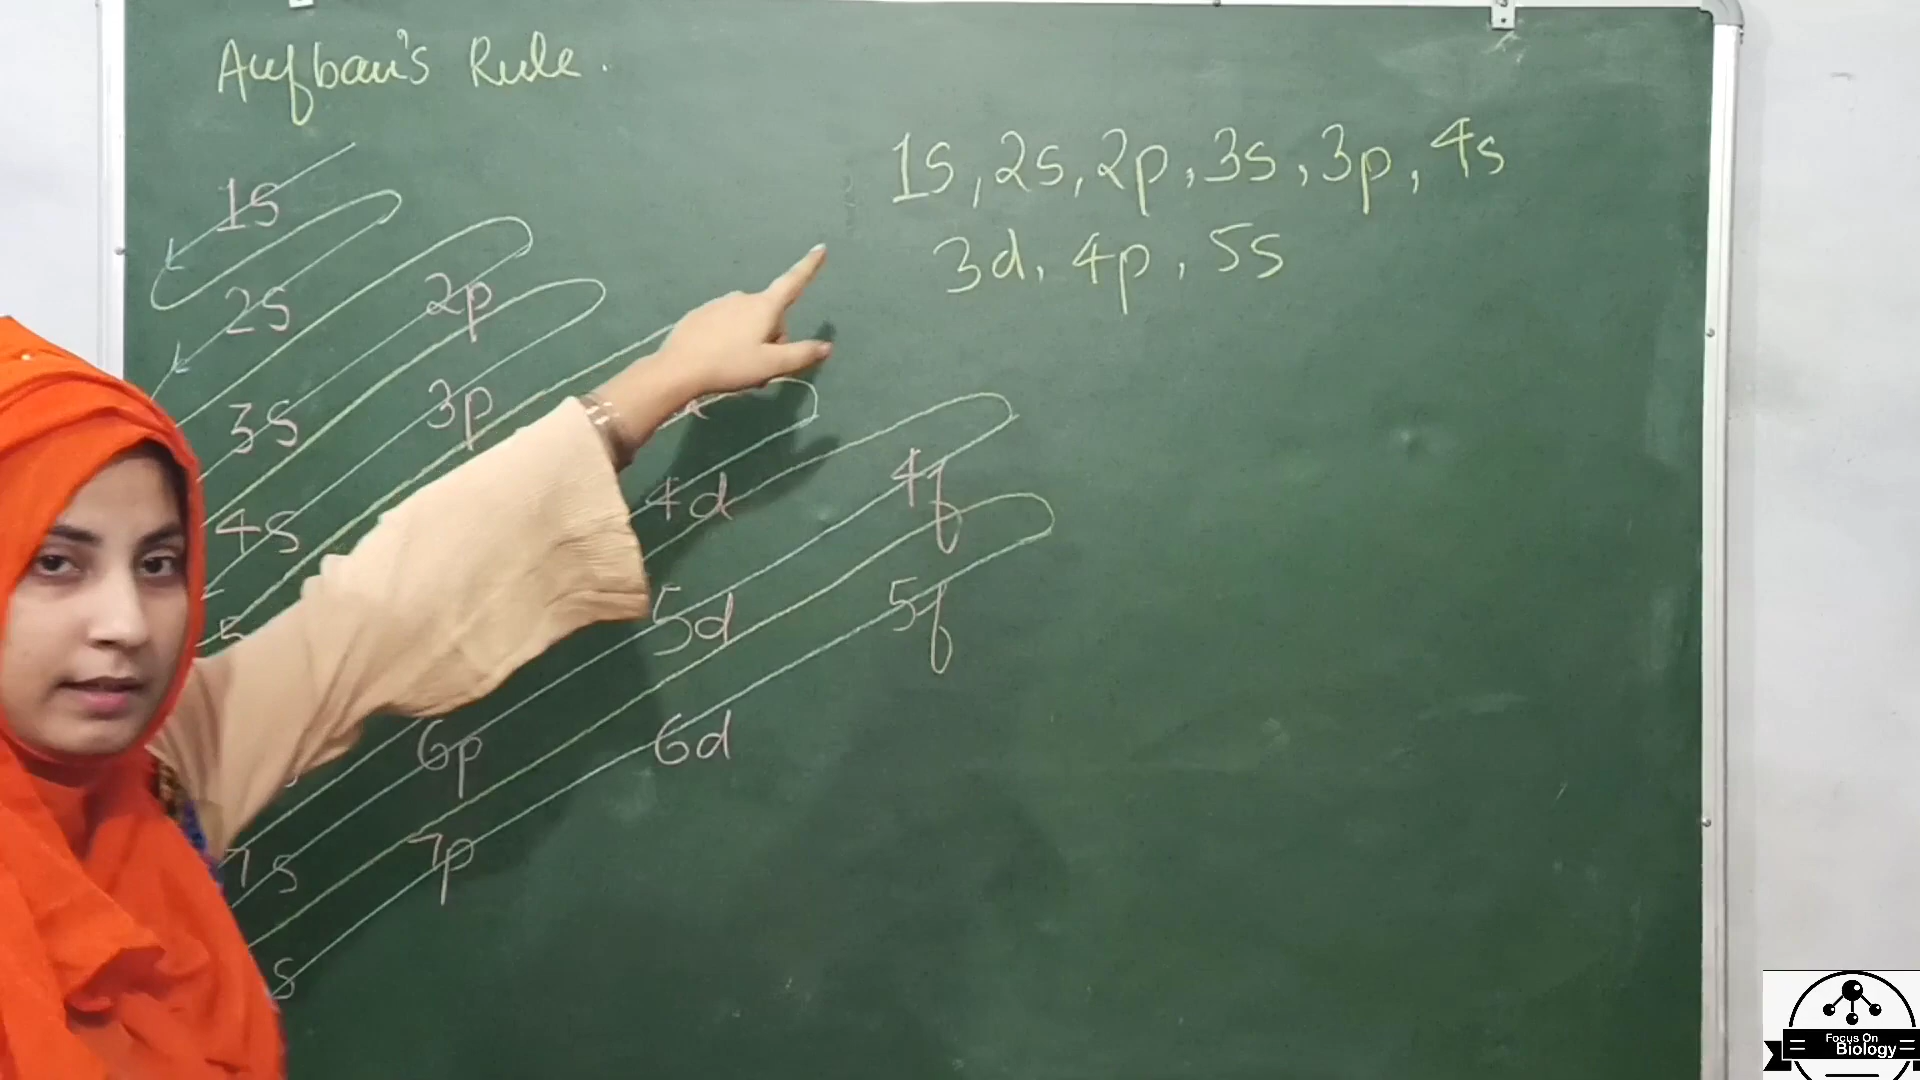 Aufbau's Rule.
1s, 2s, 2p, 3s, 3p, 4s
3d, 4p, 5s
1s
2s 2p
3s 3p
4s 4d 4f
5 5d 5f
6p 6d
7s 7p
s
Focus On
Biology